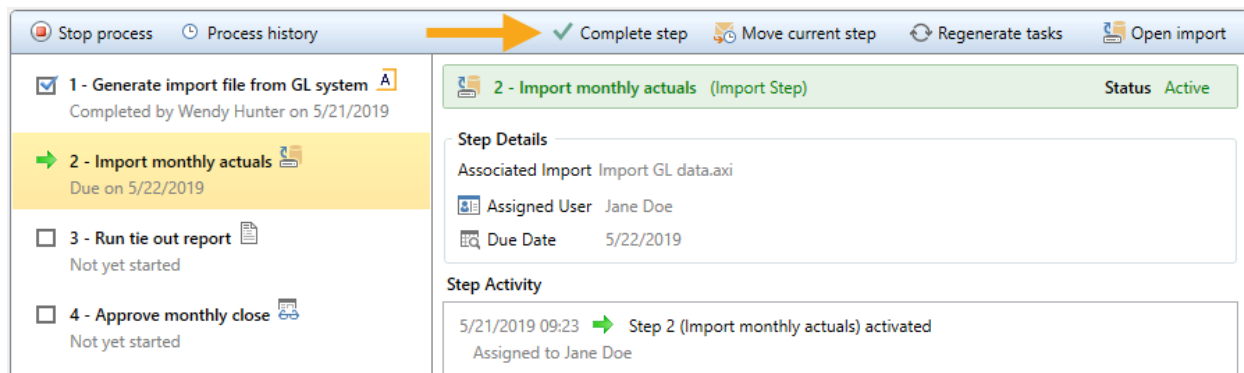 Stop process Process history Complete step Move current step Regenerate tasks Open import
1 - Generate import file from GL system A
Completed by Wendy Hunter on 5/21/2019
2 - Import monthly actuals
Due on 5/22/2019
3 - Run tie out report
Not yet started
4 - Approve monthly close
Not yet started
2 - Import monthly actuals (Import Step) Status Active
Step Details
Associated Import Import GL data.axi
Assigned User Jane Doe
Due Date 5/22/2019
Step Activity
5/21/2019 09:23 Step 2 (Import monthly actuals) activated
Assigned to Jane Doe